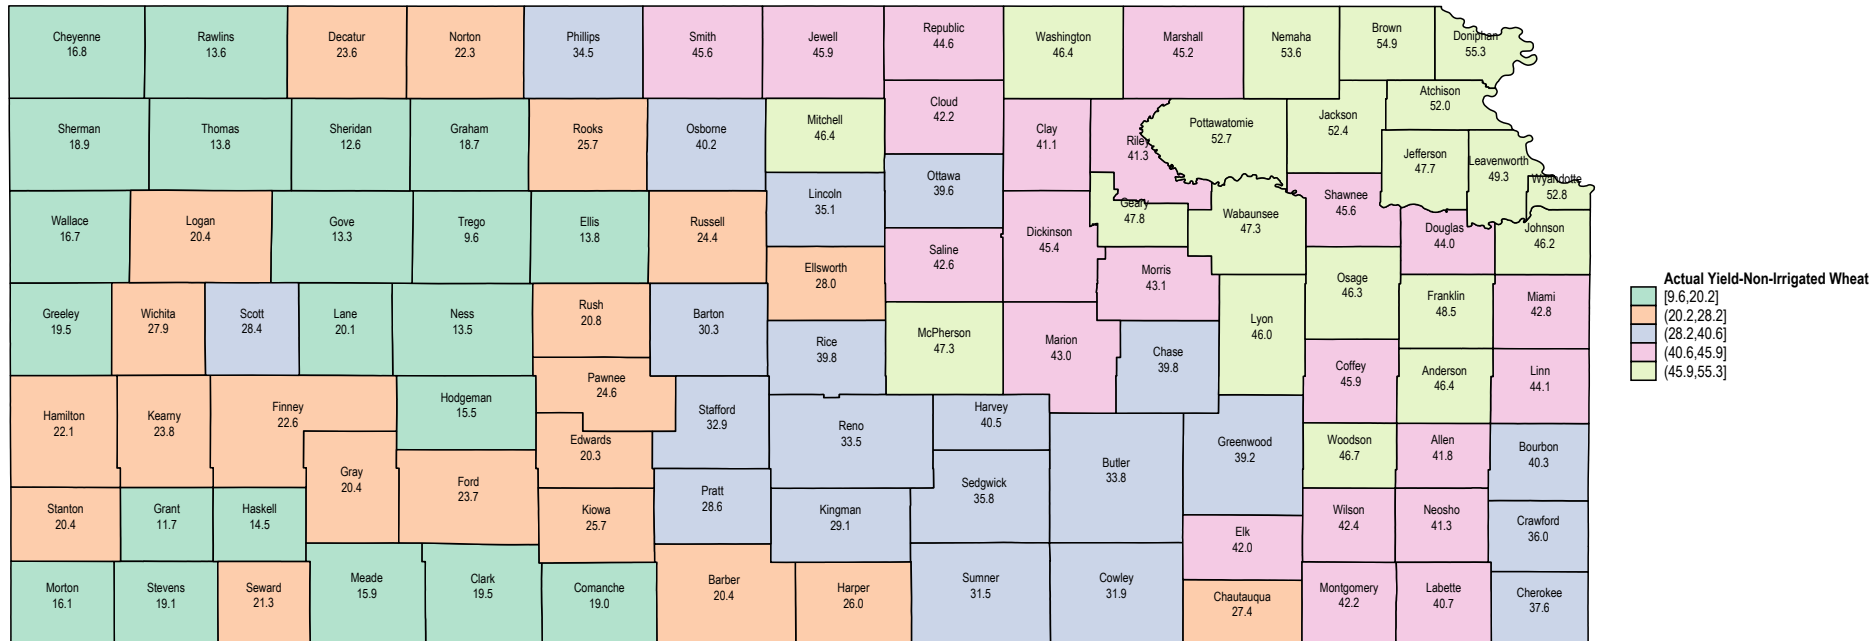 Cheyenne
16.8
Rawlins
13.6
Decatur
23.6
Norton
22.3
Phillips
34.5
Smith
45.6
Jewell
45.9
Republic
44.6
Washington
46.4
Marshall
45.2
Nemaha
53.6
Brown
54.9
Doniphan
55.3
Atchison
52.0
Sherman
18.9
Thomas
13.8
Sheridan
12.6
Graham
18.7
Rooks
25.7
Osborne
40.2
Mitchell
46.4
Cloud
42.2
Clay
41.1
Riley
41.3
Pottawatomie
52.7
Jackson
52.4
Jefferson
47.7
Leavenworth
49.3
Wyandotte
52.8
Wallace
16.7
Logan
20.4
Gove
13.3
Trego
9.6
Ellis
13.8
Russell
24.4
Lincoln
35.1
Ottawa
39.6
Saline
42.6
Dickinson
45.4
Geary
47.8
Wabaunsee
47.3
Shawnee
45.6
Douglas
44.0
Johnson
46.2
Ellsworth
28.0
Morris
43.1
Osage
46.3
Franklin
48.5
Miami
42.8
Actual Yield-Non-Irrigated Wheat
[9.6,20.2]
(20.2,28.2]
(28.2,40.6]
(40.6,45.9]
(45.9,55.3]
Greeley
19.5
Wichita
27.9
Scott
28.4
Lane
20.1
Ness
13.5
Rush
20.8
Barton
30.3
Rice
39.8
McPherson
47.3
Marion
43.0
Chase
39.8
Lyon
46.0
Coffey
45.9
Anderson
46.4
Linn
44.1
Hamilton
22.1
Kearny
23.8
Finney
22.6
Hodgeman
15.5
Pawnee
24.6
Stafford
32.9
Reno
33.5
Harvey
40.5
Edwards
20.3
Gray
20.4
Ford
23.7
Butler
33.8
Greenwood
39.2
Woodson
46.7
Allen
41.8
Bourbon
40.3
Stanton
20.4
Grant
11.7
Haskell
14.5
Kiowa
25.7
Pratt
28.6
Kingman
29.1
Sedgwick
35.8
Elk
42.0
Wilson
42.4
Neosho
41.3
Crawford
36.0
Morton
16.1
Stevens
19.1
Seward
21.3
Meade
15.9
Clark
19.5
Comanche
19.0
Barber
20.4
Harper
26.0
Sumner
31.5
Cowley
31.9
Chautauqua
27.4
Montgomery
42.2
Labette
40.7
Cherokee
37.6